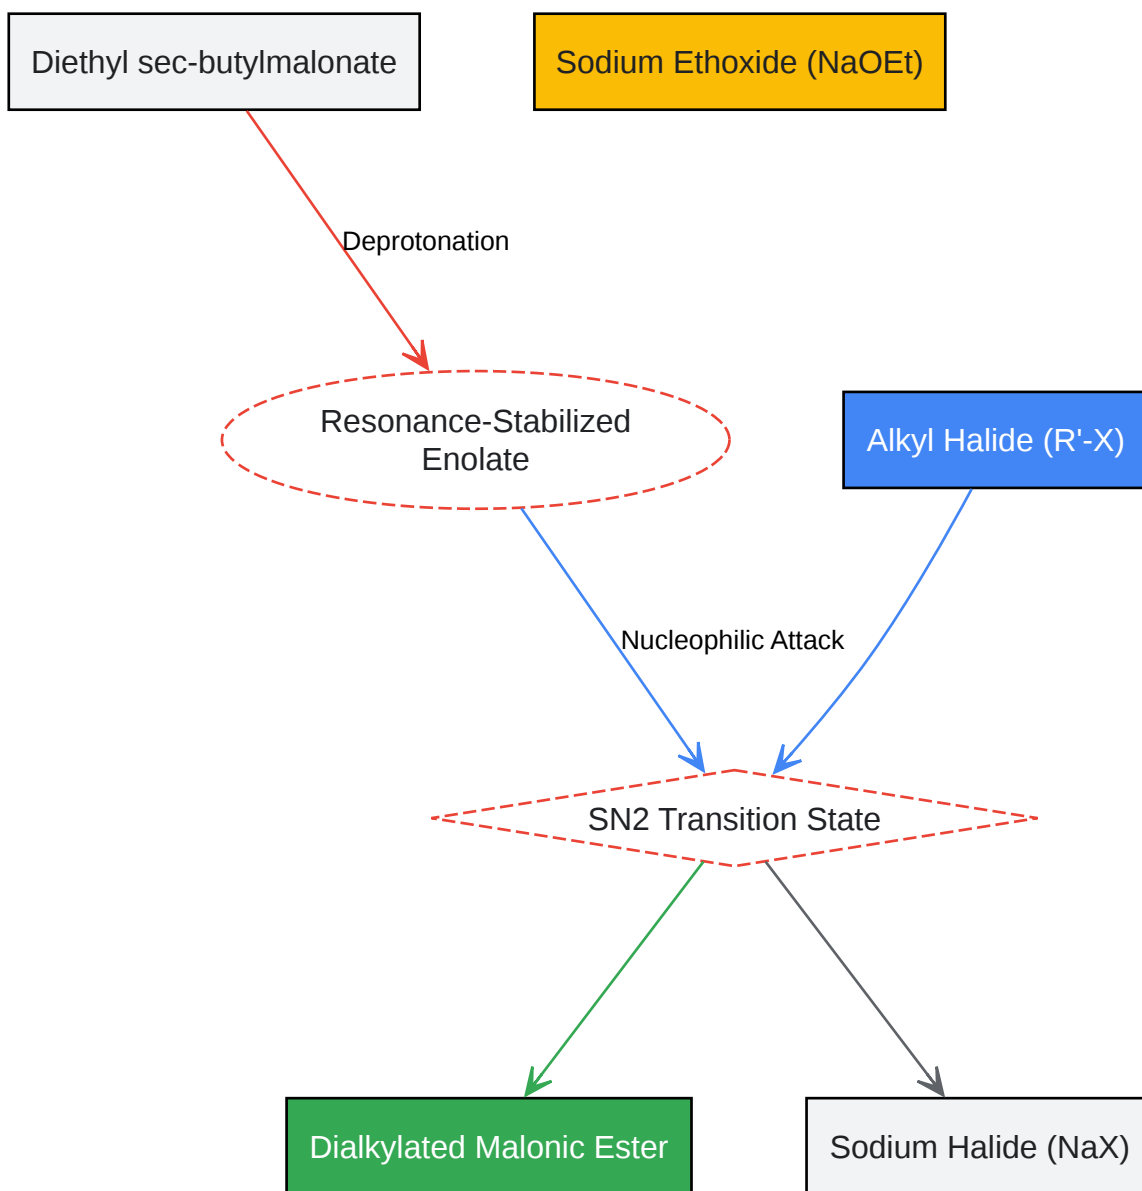 Diethyl sec-butylmalonate
Sodium Ethoxide (NaOEt)
Deprotonation
Resonance-Stabilized
Enolate
Alkyl Halide (R'-X)
Nucleophilic Attack
SN2 Transition State
Dialkylated Malonic Ester
Sodium Halide (NaX)